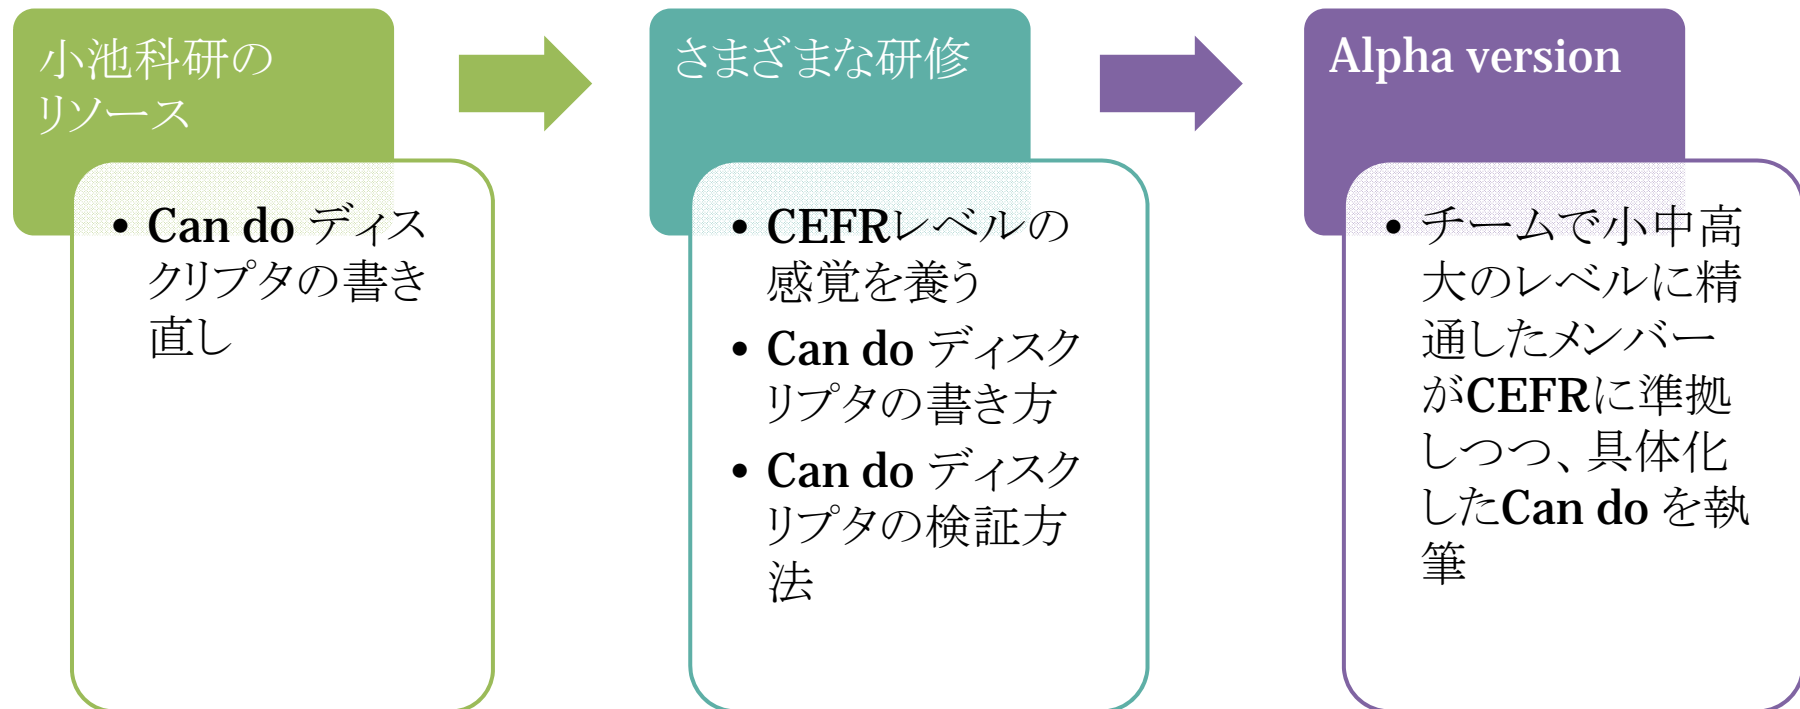 小池科研の
リソース
• Can do ディス
クリプタの書き
直し
さまざまな研修
• CEFRレベルの
感覚を養う
• Can do ディスク
リプタの書き方
• Can do ディスク
リプタの検証方
法
Alpha version
• チームで小中高
大のレベルに精
通したメンバー
がCEFRに準拠
しつつ、具体化
したCan do を執
筆